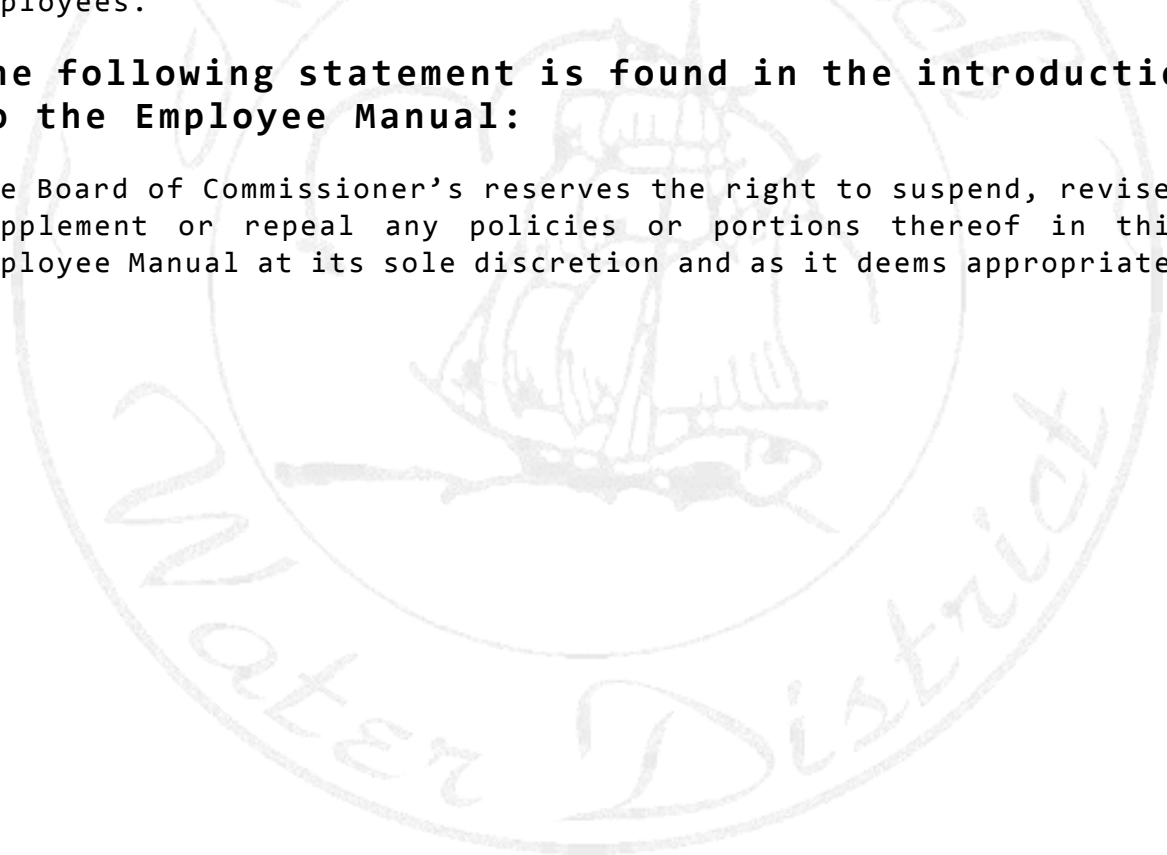 ployees.
he following statement is found in the introductio
o the Employee Manual:
e Board of Commissioner’s reserves the right to suspend, revise
pplement or repeal any policies or portions thereof in thi
ployee Manual at its sole discretion and as it deems appropriate
Water District